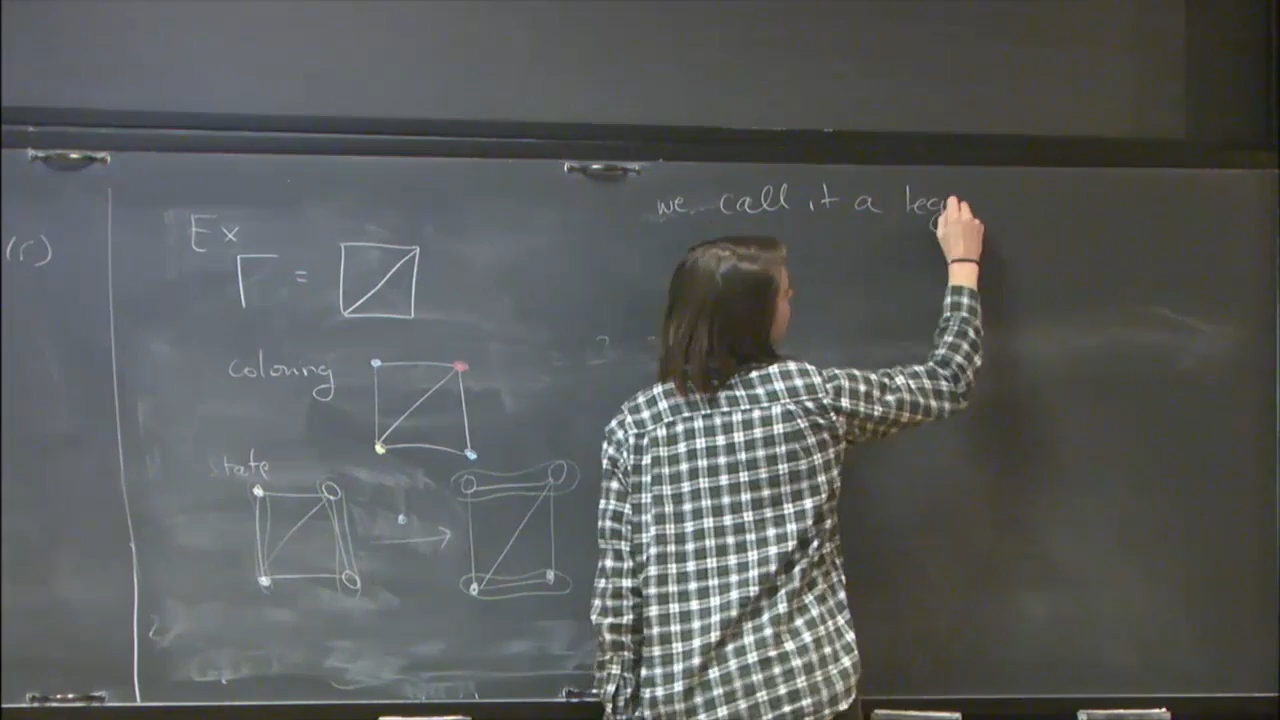 (r)
Ex
Γ =
coloring
state
we call it a leg